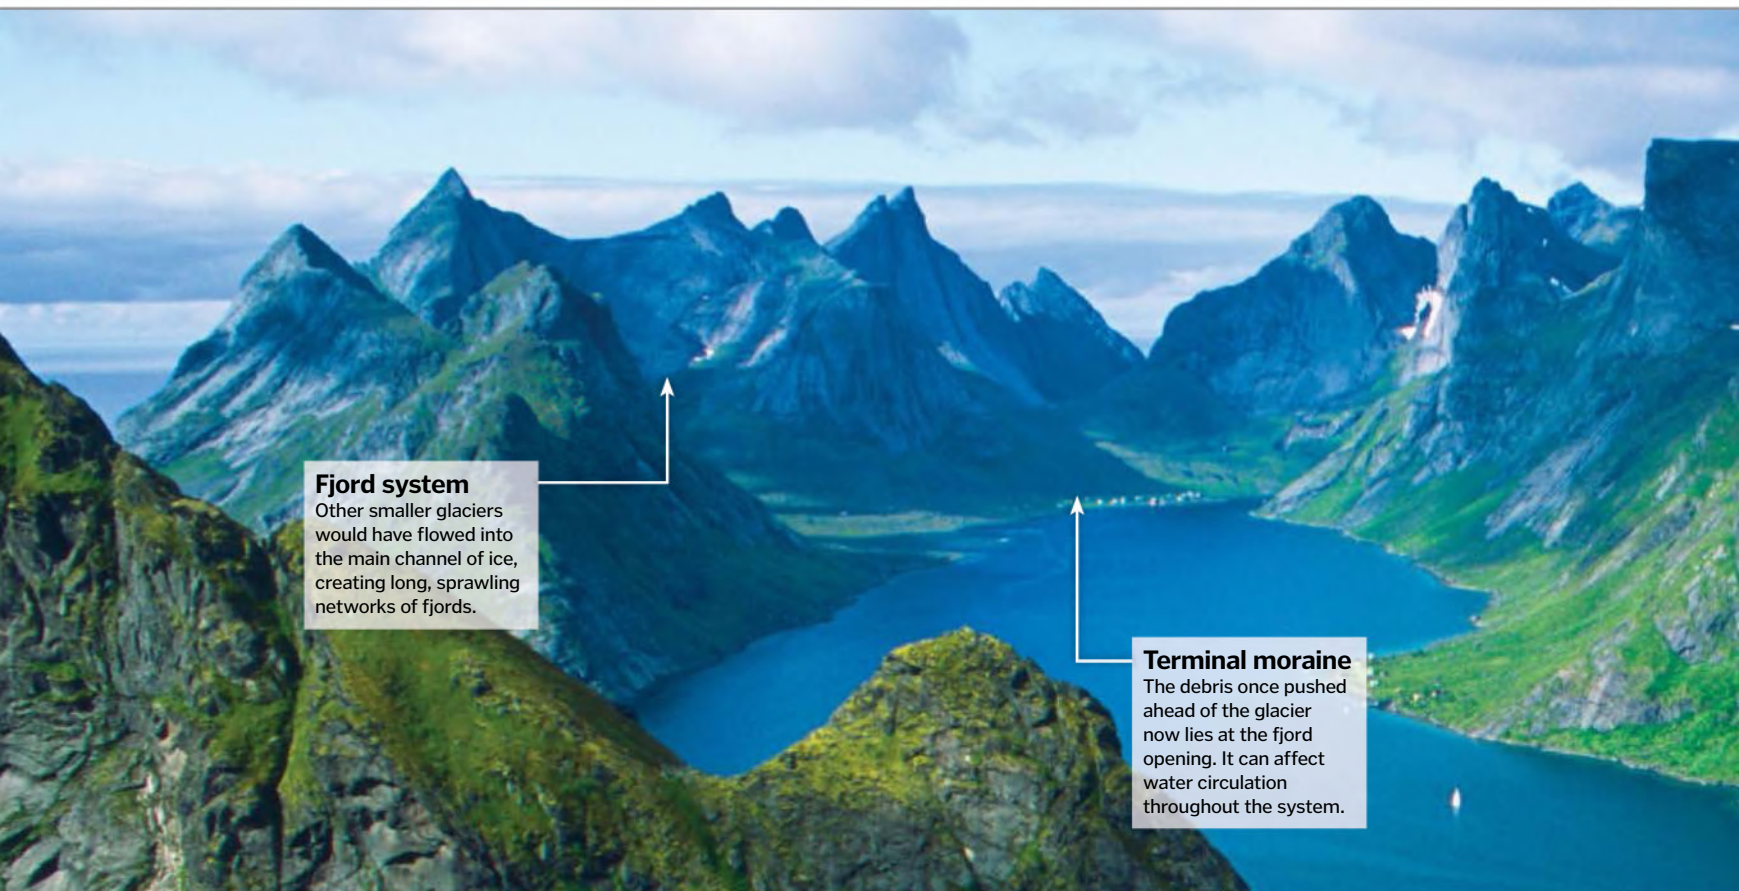 Fjord system
Other smaller glaciers
would have flowed into
the main channel of ice,
creating long, sprawling
networks of fjords.
Terminal moraine
The debris once pushed
ahead of the glacier
now lies at the fjord
opening. It can affect
water circulation
throughout the system.